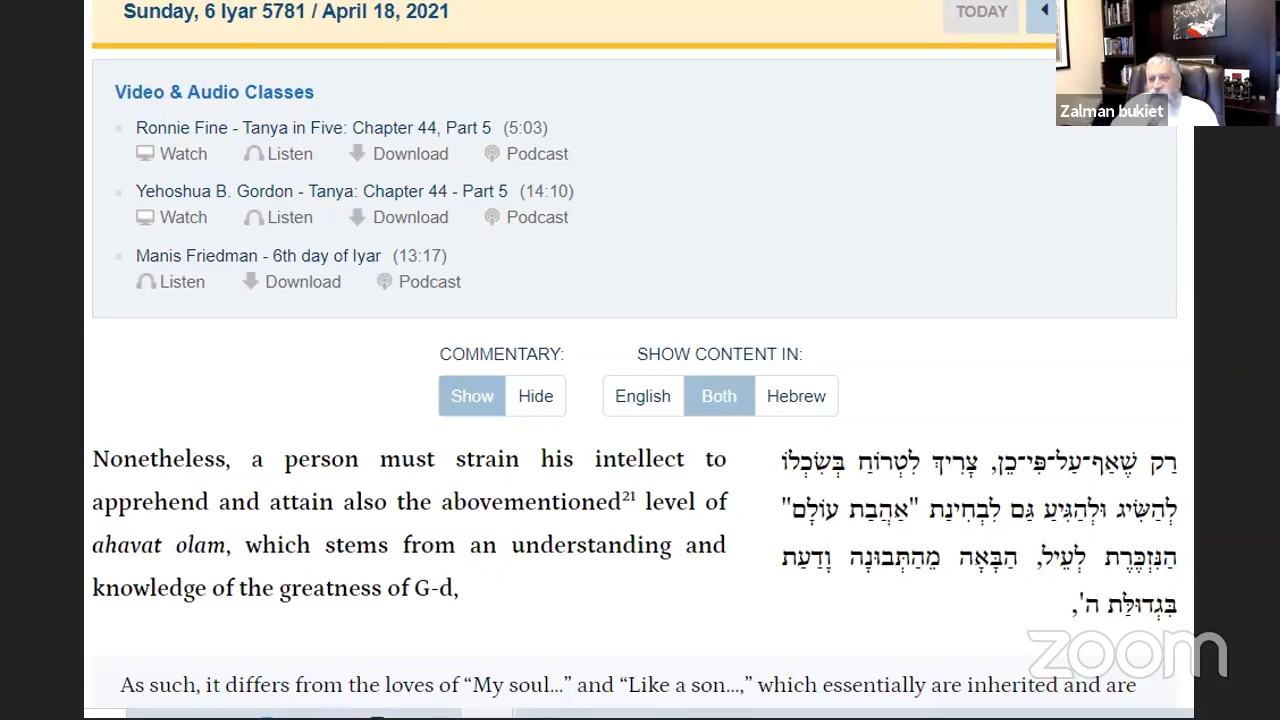 Sunday, 6 Iyar 5781 / April 18, 2021
TODAY
Zalman bukiet
Video & Audio Classes
Ronnie Fine - Tanya in Five: Chapter 44, Part 5 (5:03)
Watch Listen Download Podcast
Yehoshua B. Gordon - Tanya: Chapter 44 - Part 5 (14:10)
Watch Listen Download Podcast
Manis Friedman - 6th day of Iyar (13:17)
Listen Download Podcast
COMMENTARY: SHOW CONTENT IN:
Show Hide English Both Hebrew
Nonetheless, a person must strain his intellect to
apprehend and attain also the abovementioned21 level of
ahavat olam, which stems from an understanding and
knowledge of the greatness of G-d,
רַק שֶׁאַף־עַל־פִּי־כֵן, צָרִיךְ לִטְרוֹחַ בְּשִׂכְלוֹ
לְהַשִּׂיג וּלְהַגִּיעַ גַּם לִבְחִינַת "אַהֲבַת עוֹלָם"
הַנִּזְכֶּרֶת לְעֵיל, הַבָּאָה מֵהַתְּבוּנָה וָדַעַת
בִּגְדוּלַּת ה',
zoom
As such, it differs from the loves of “My soul...” and “Like a son...,” which essentially are inherited and are